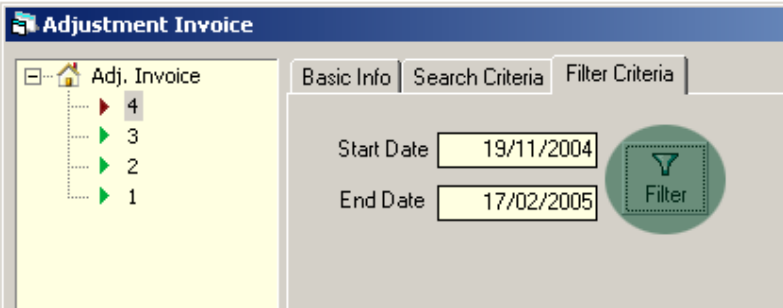 Adjustment Invoice
Adj. Invoice
4
3
2
1
Basic Info Search Criteria Filter Criteria
Start Date 19/11/2004
End Date 17/02/2005
Filter